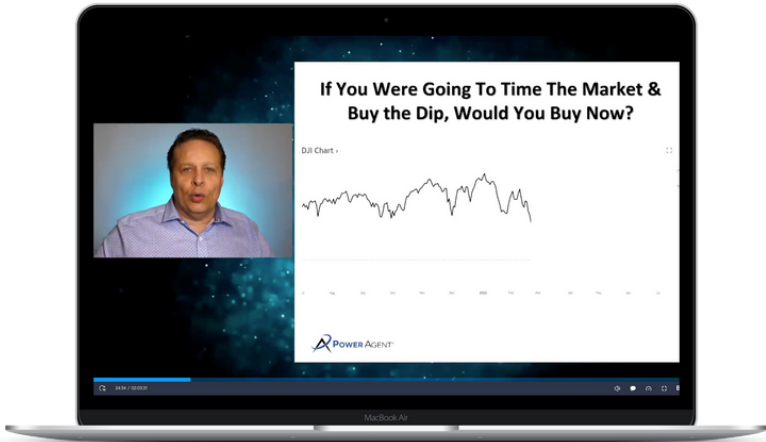 If You Were Going To Time The Market &
Buy the Dip, Would You Buy Now?
DJI Chart ›
2022
POWER AGENT
MacBook Air